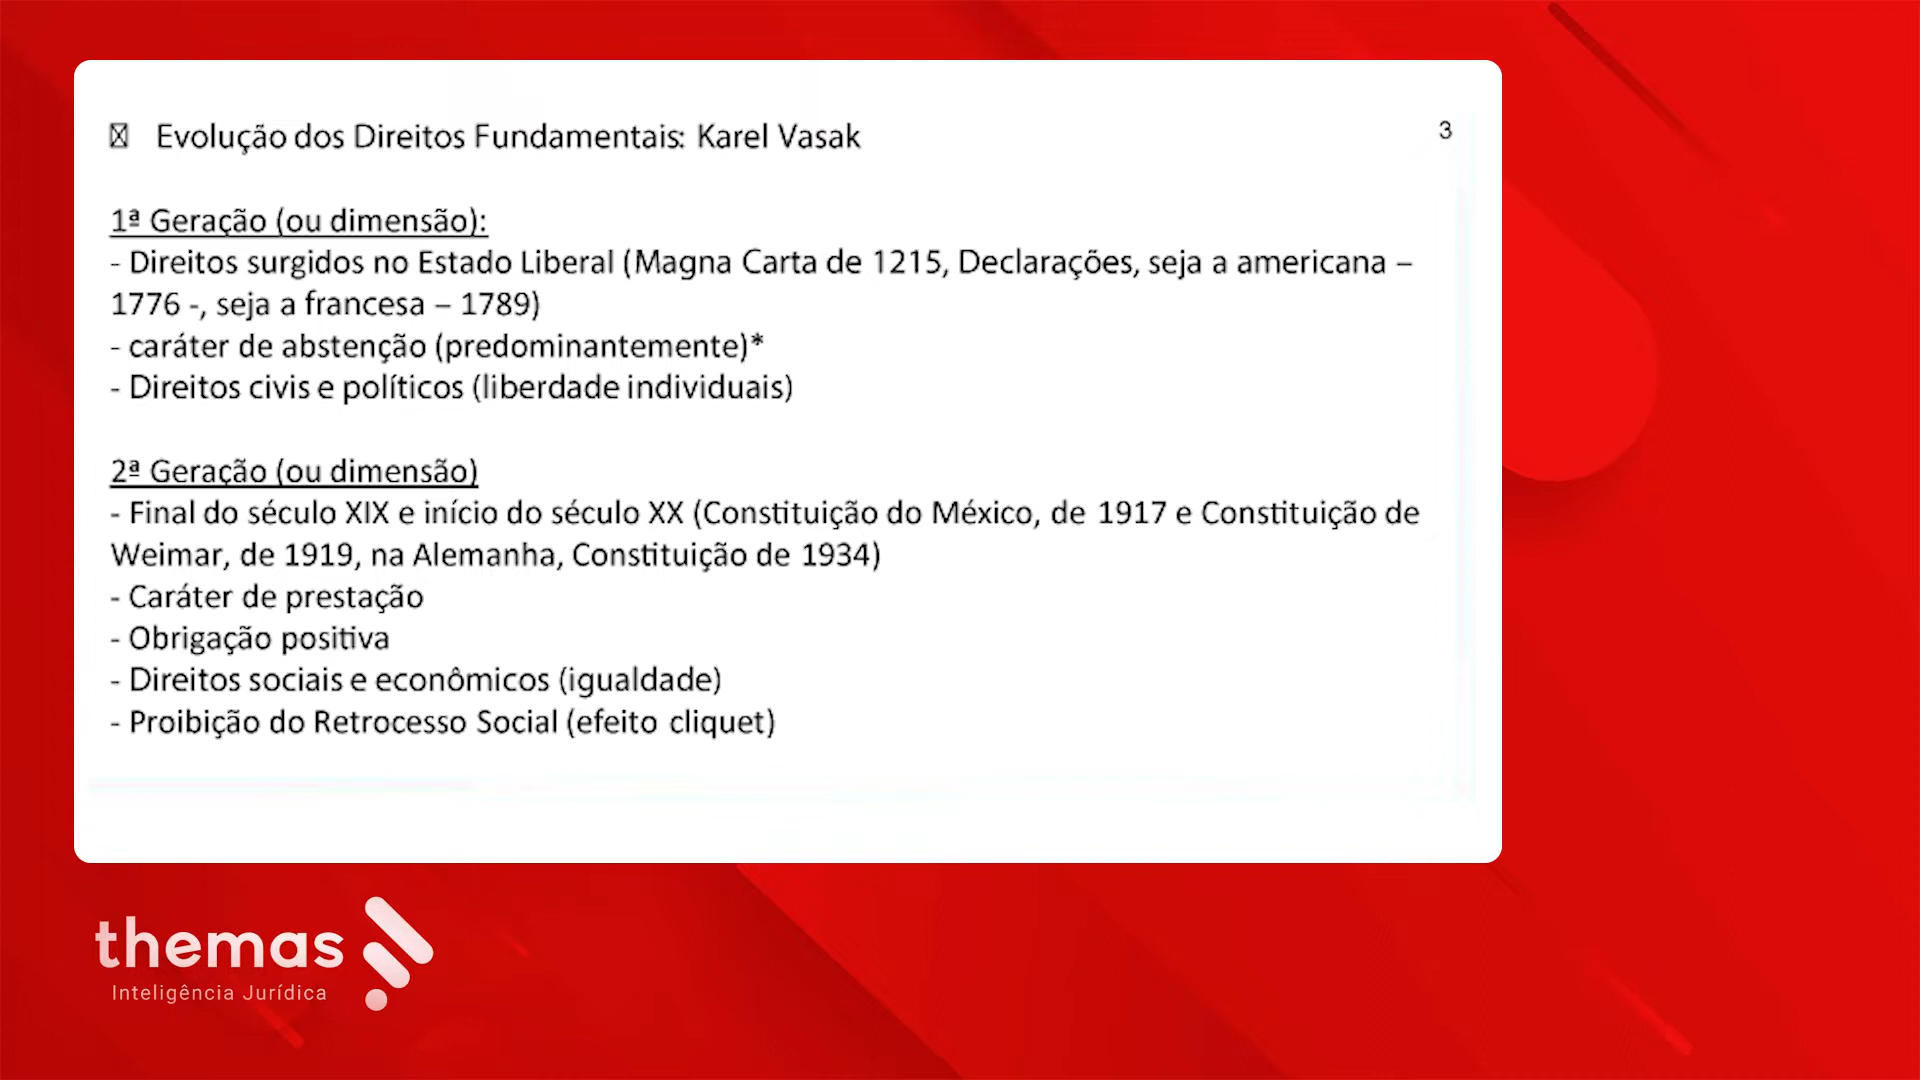 Evolução dos Direitos Fundamentais: Karel Vasak
3
1ª Geração (ou dimensão):
- Direitos surgidos no Estado Liberal (Magna Carta de 1215, Declarações, seja a americana –
1776 -, seja a francesa – 1789)
- caráter de abstenção (predominantemente)*
- Direitos civis e políticos (liberdade individuais)
2ª Geração (ou dimensão)
- Final do século XIX e início do século XX (Constituição do México, de 1917 e Constituição de
Weimar, de 1919, na Alemanha, Constituição de 1934)
- Caráter de prestação
- Obrigação positiva
- Direitos sociais e econômicos (igualdade)
- Proibição do Retrocesso Social (efeito cliquet)
themas
Inteligência Jurídica